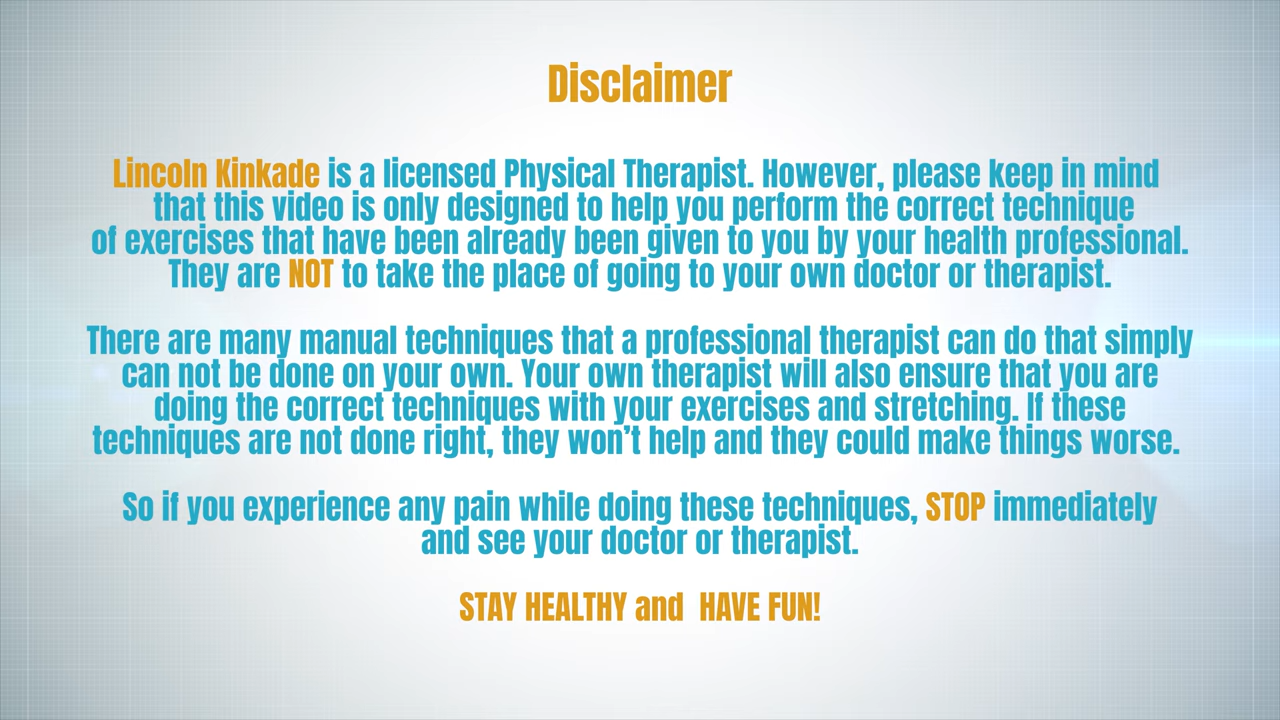 Disclaimer
Lincoln Kinkade is a licensed Physical Therapist. However, please keep in mind
that this video is only designed to help you perform the correct technique
of exercises that have been already been given to you by your health professional.
They are NOT to take the place of going to your own doctor or therapist.
There are many manual techniques that a professional therapist can do that simply
can not be done on your own. Your own therapist will also ensure that you are
doing the correct techniques with your exercises and stretching. If these
techniques are not done right, they won’t help and they could make things worse.
So if you experience any pain while doing these techniques, STOP immediately
and see your doctor or therapist.
STAY HEALTHY and  HAVE FUN!